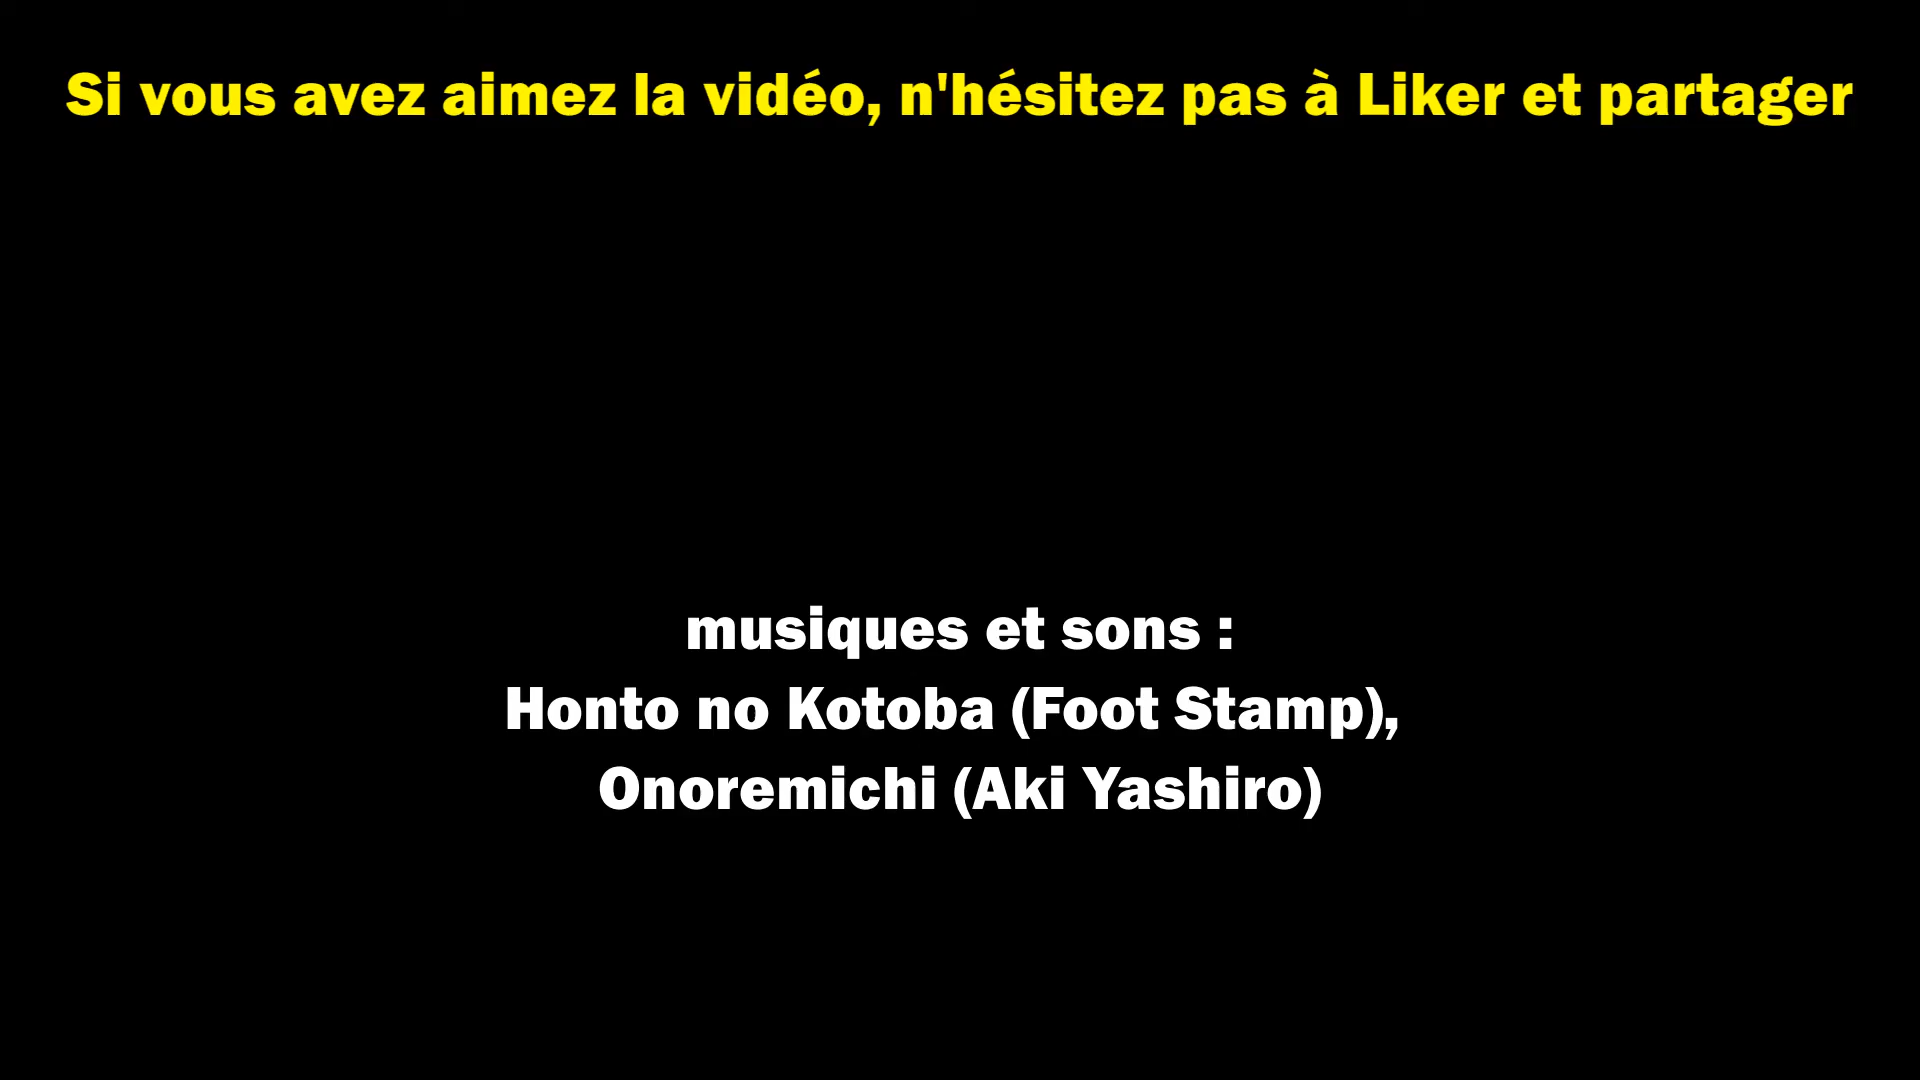 Si vous avez aimez la vidéo, n'hésitez pas à Liker et partager
musiques et sons :
Honto no Kotoba (Foot Stamp),
Onoremichi (Aki Yashiro)